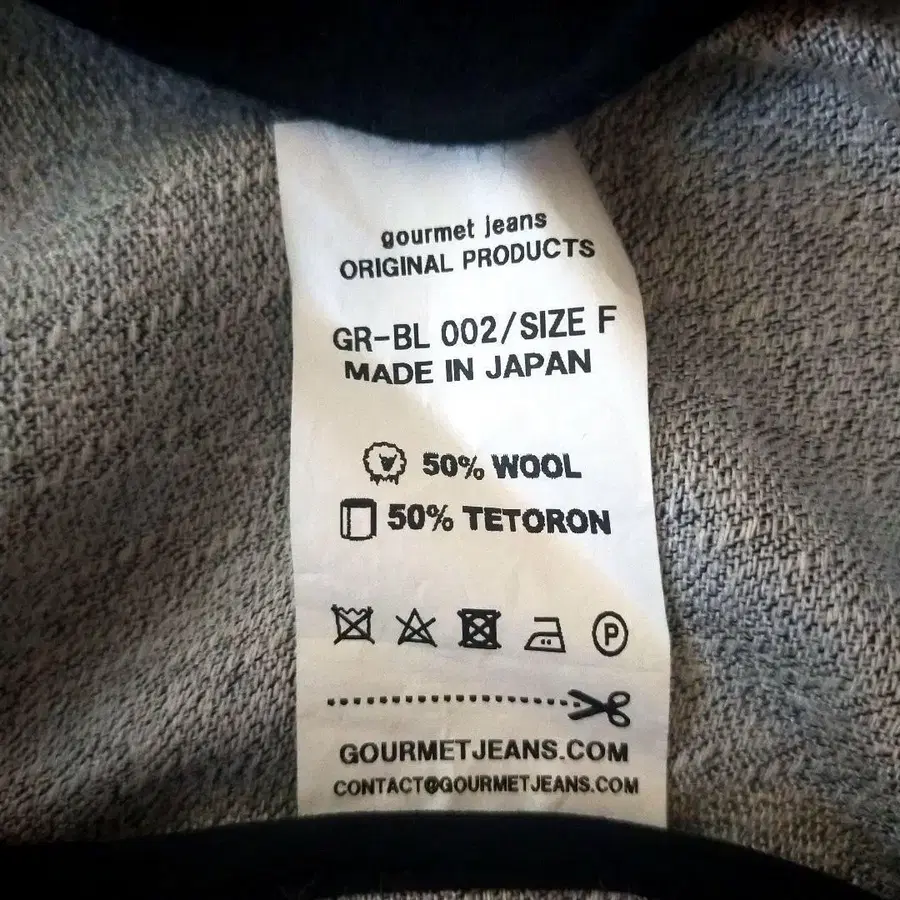 gourmet jeans
ORIGINAL PRODUCTS
GR-BL 002/SIZE F
MADE IN JAPAN
50% WOOL
50% TETORON
P
GOURMETJEANS.COM
CONTACT@GOURMETJEANS.COM